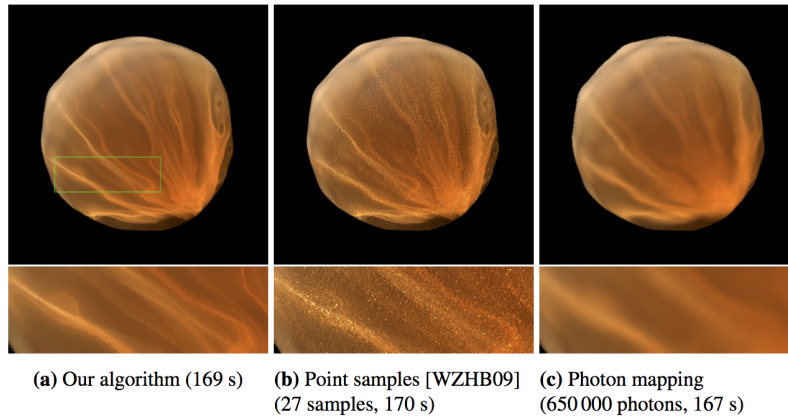 (a) Our algorithm (169 s)
(b) Point samples [WZHB09]
(27 samples, 170 s)
(c) Photon mapping
(650 000 photons, 167 s)